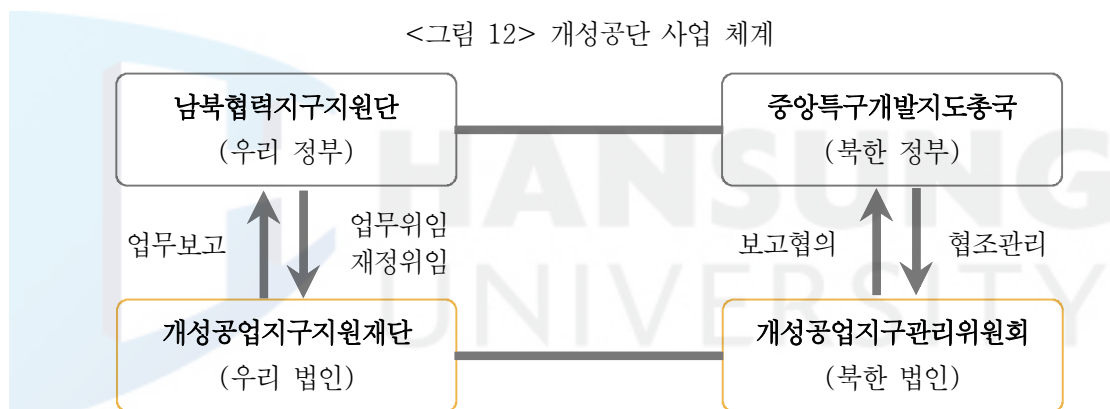 <그림 12> 개성공단 사업 체계
남북협력지구지원단
(우리 정부)
중앙특구개발지도총국
(북한 정부)
업무보고
업무위임
재정위임
보고협의
협조관리
개성공업지구지원재단
(우리 법인)
개성공업지구관리위원회
(북한 법인)
HANSUNG
UNIVERSITY